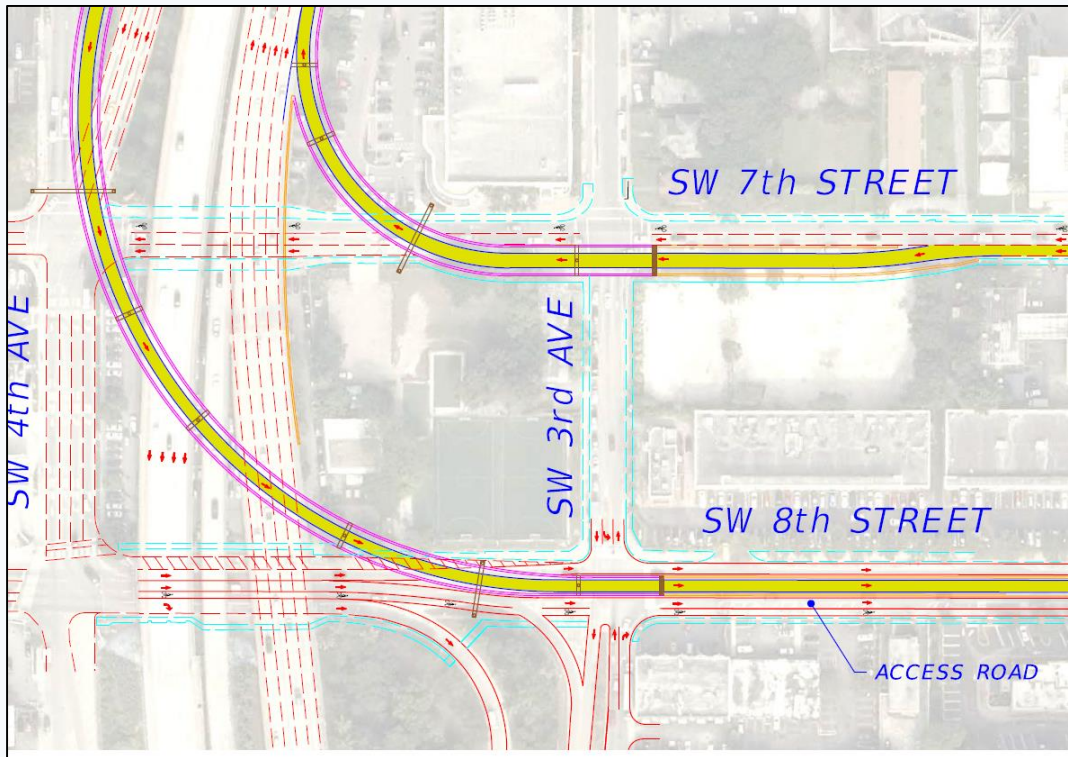 SW 7th STREET
SW 4th AVE
SW 3rd AVE
SW 8th STREET
ACCESS ROAD